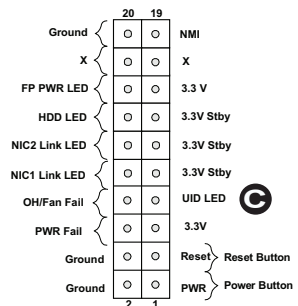 20 19
Ground NMI
X X
FP PWR LED 3.3 V
HDD LED 3.3V Stby
NIC2 Link LED 3.3V Stby
NIC1 Link LED 3.3V Stby
OH/Fan Fail UID LED C
PWR Fail 3.3V
Ground Reset Reset Button
Ground PWR Power Button
2 1